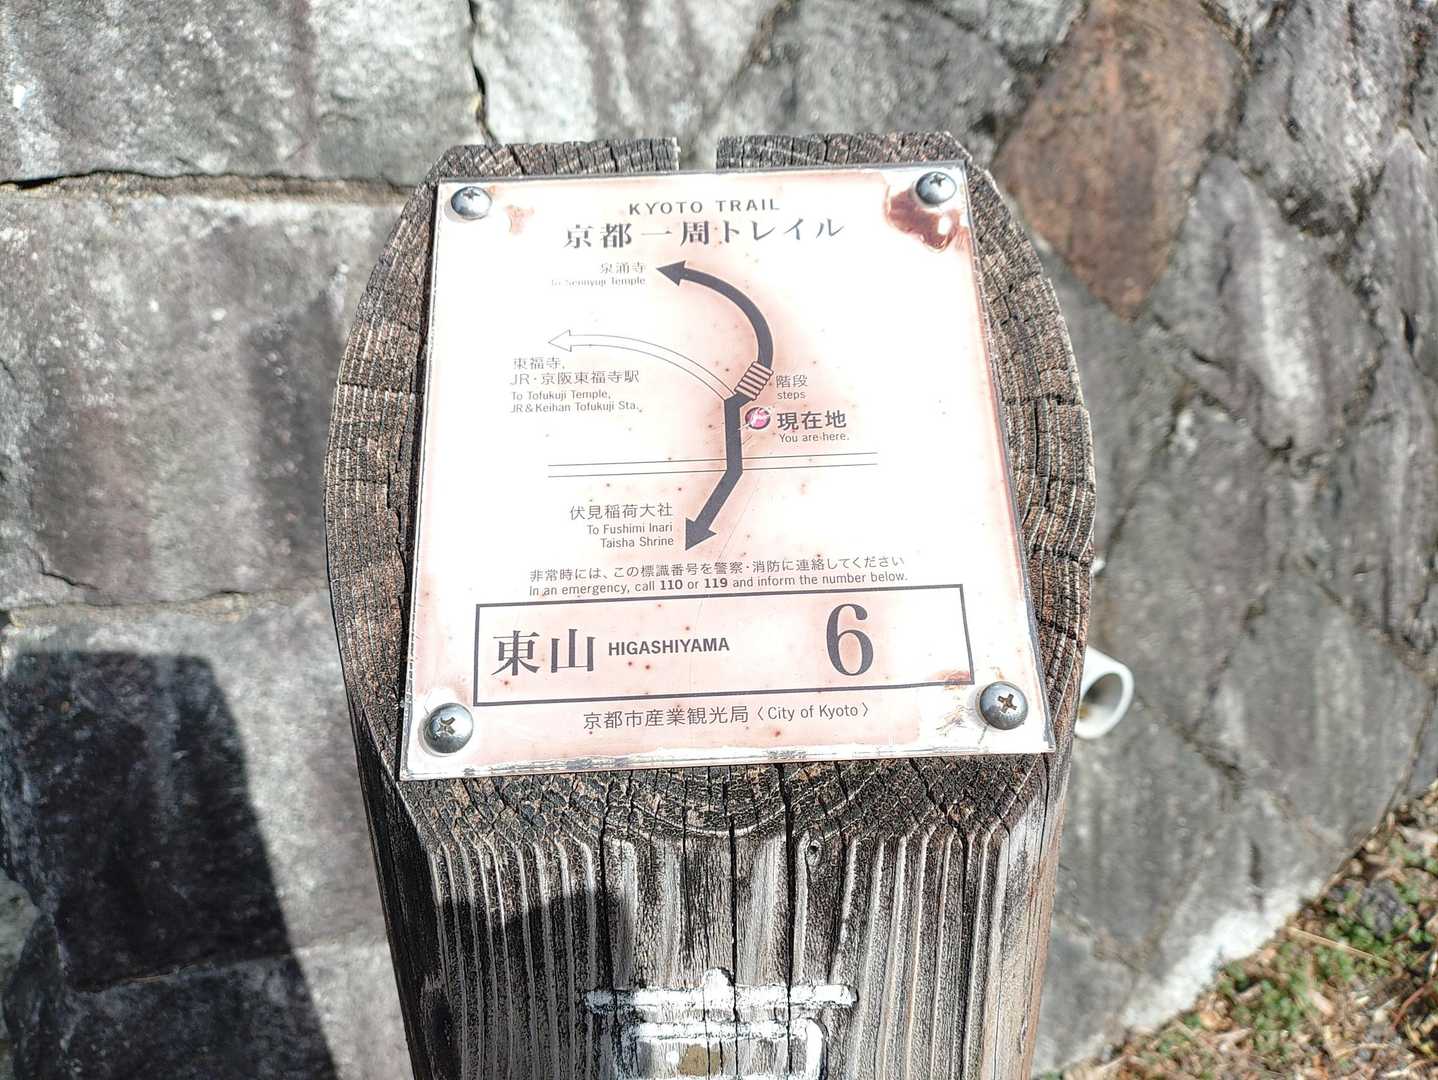 KYOTO TRAIL
京都一周トレイル
泉涌寺
To Sennyuji Temple
東福寺,
JR・京阪東福寺駅
To Tofukuji Temple,
JR & Keihan Tofukuji Sta.,
階段
steps
現在地
You are here.
伏見稲荷大社
To Fushimi Inari
Taisha Shrine
非常時には、この標識番号を警察・消防に連絡してください
In an emergency, call 110 or 119 and inform the number below.
東山 HIGASHIYAMA 6
京都市産業観光局〈City of Kyoto〉